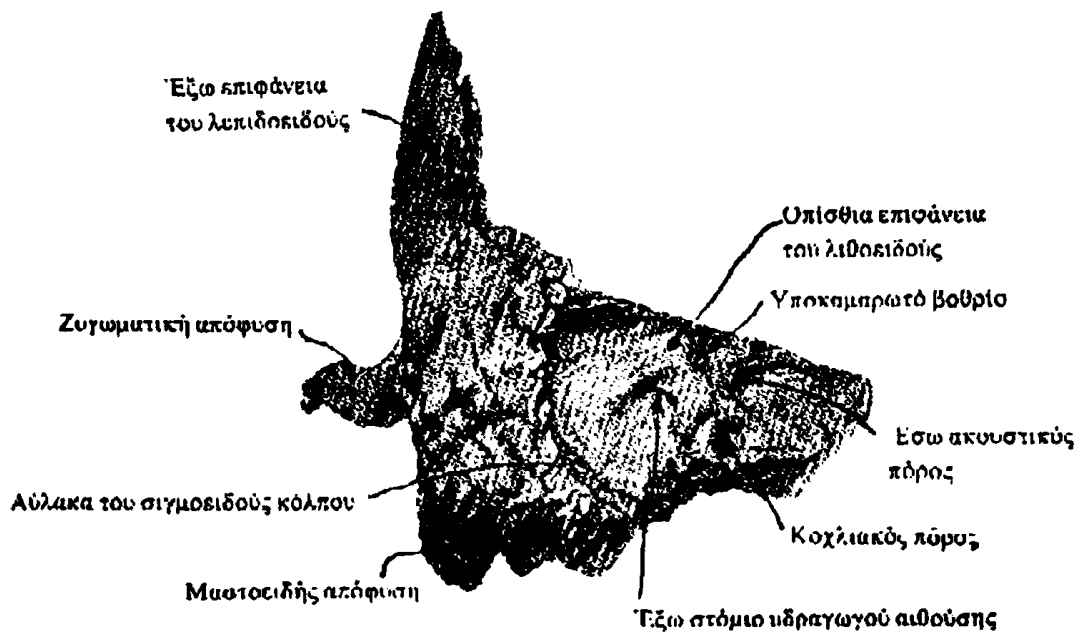 Έξω επιφάνεια
του λεπιδοειδούς
Οπίσθια επιφάνεια
του λιθοειδούς
Υποκαμαρωτό βοθρίο
Ζυγωματική απόφυση
Έσω ακουστικός
πόρος
Αύλακα του σιγμοειδούς κόλπου
Κοχλιακός πόρος
Μαστοειδής απόφυση
Έξω στόμιο υδραγωγού αιθούσης